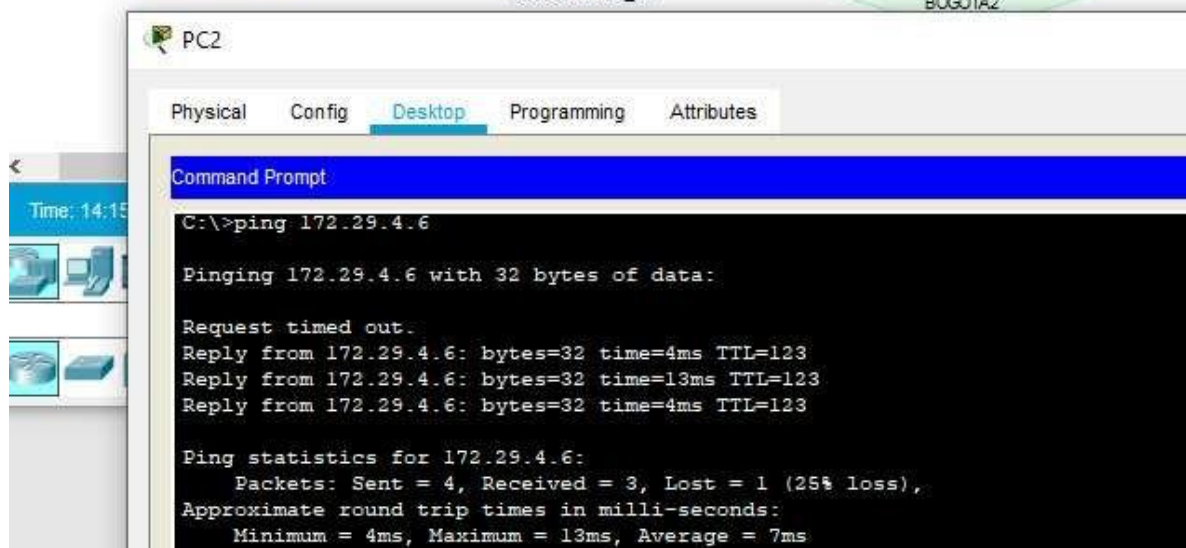 BOGOTA2
PC2
Physical Config Desktop Programming Attributes
Command Prompt
Time: 14:15
C:\>ping 172.29.4.6
Pinging 172.29.4.6 with 32 bytes of data:
Request timed out.
Reply from 172.29.4.6: bytes=32 time=4ms TTL=123
Reply from 172.29.4.6: bytes=32 time=13ms TTL=123
Reply from 172.29.4.6: bytes=32 time=4ms TTL=123
Ping statistics for 172.29.4.6:
Packets: Sent = 4, Received = 3, Lost = 1 (25% loss),
Approximate round trip times in milli-seconds:
Minimum = 4ms, Maximum = 13ms, Average = 7ms